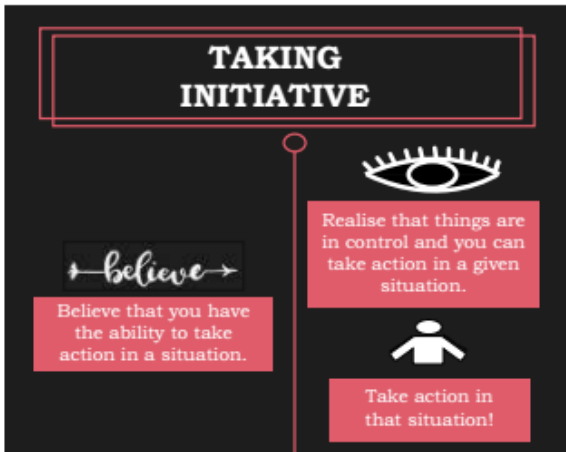 TAKING
INITIATIVE
Realise that things are
in control and you can
take action in a given
situation.
believe
Believe that you have
the ability to take
action in a situation.
Take action in
that situation!